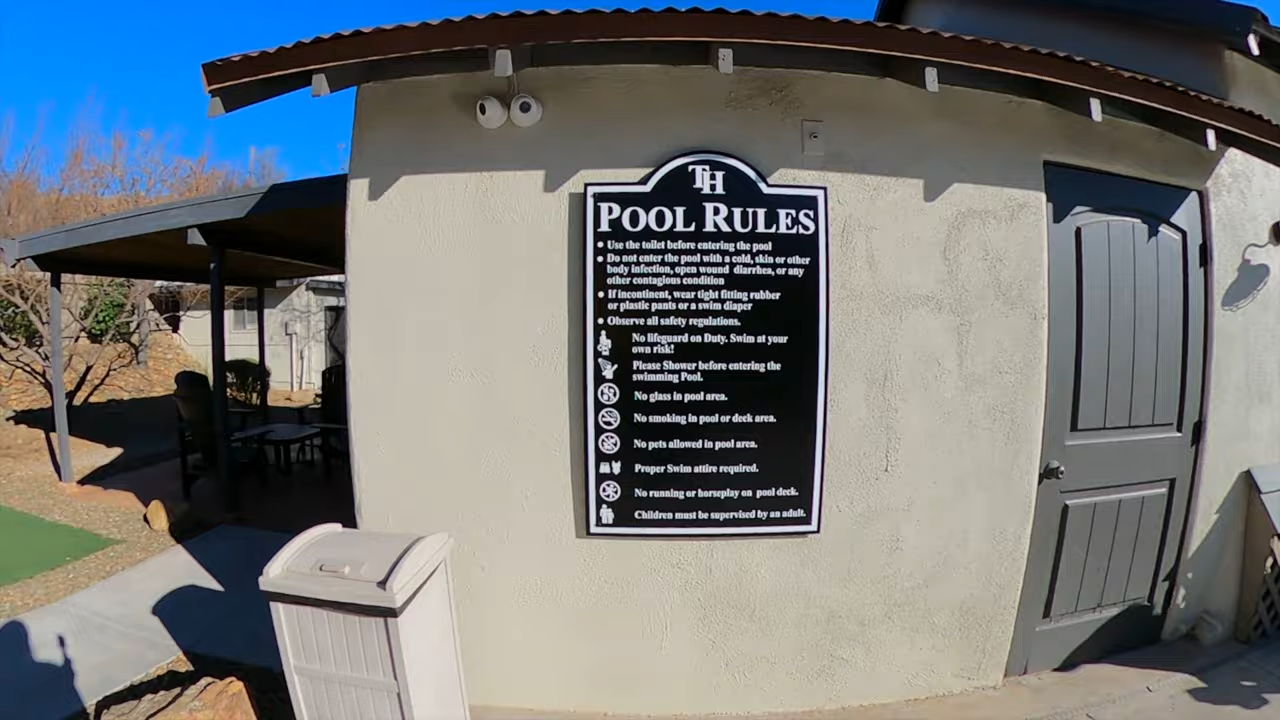 TH
POOL RULES
• Use the toilet before entering the pool
• Do not enter the pool with a cold, skin or other
body infection, open wound diarrhea, or any
other contagious condition
• If incontinent, wear tight fitting rubber
or plastic pants or a swim diaper
• Observe all safety regulations.
No lifeguard on Duty. Swim at your
own risk!
Please Shower before entering the
swimming Pool.
No glass in pool area.
No smoking in pool or deck area.
No pets allowed in pool area.
Proper Swim attire required.
No running or horseplay on pool deck.
Children must be supervised by an adult.